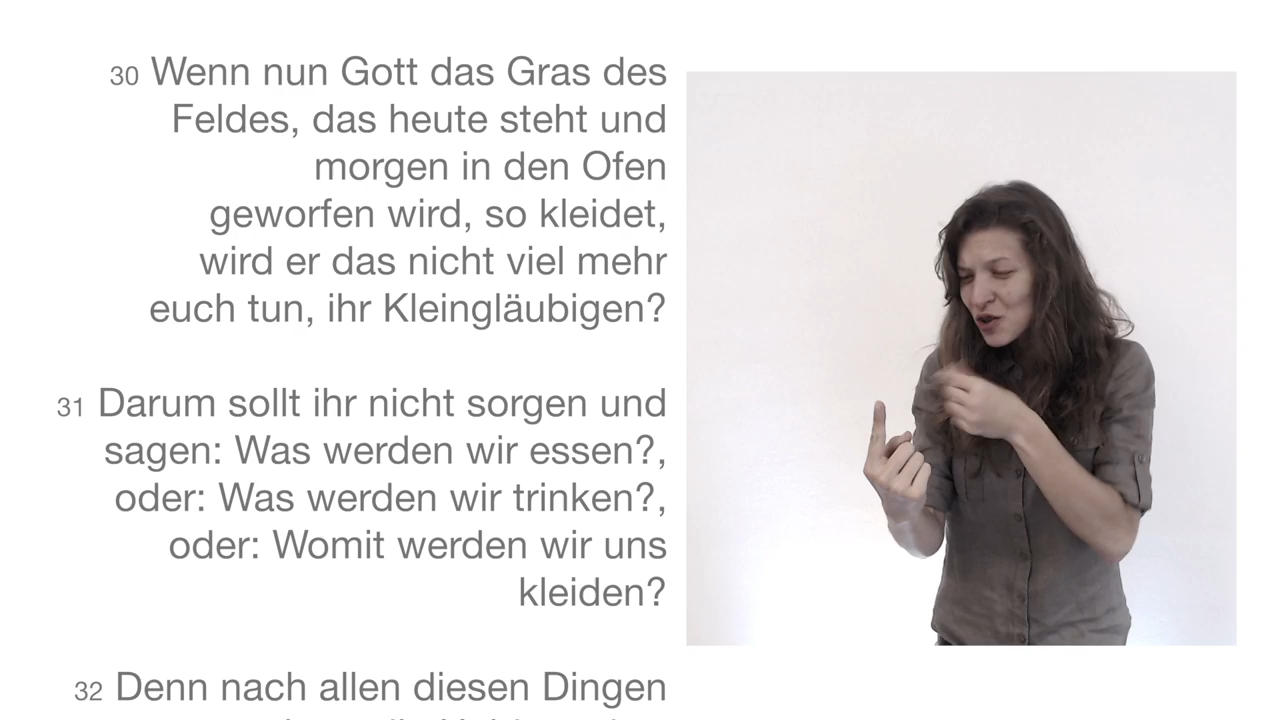 30 Wenn nun Gott das Gras des
Feldes, das heute steht und
morgen in den Ofen
geworfen wird, so kleidet,
wird er das nicht viel mehr
euch tun, ihr Kleingläubigen?
31 Darum sollt ihr nicht sorgen und
sagen: Was werden wir essen?,
oder: Was werden wir trinken?,
oder: Womit werden wir uns
kleiden?
32 Denn nach allen diesen Dingen